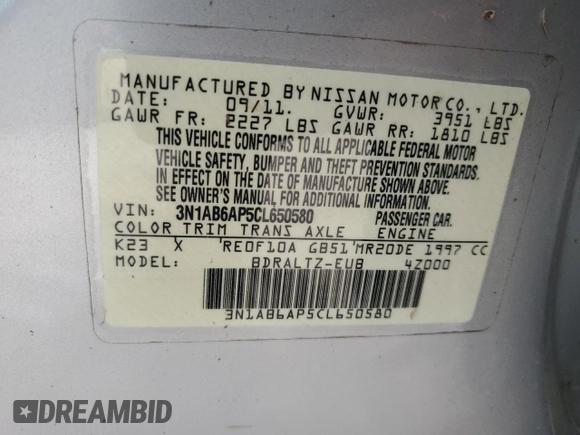 MANUFACTURED BY NISSAN MOTOR CO., LTD.
DATE: 09/11. GVWR: 3951 LBS
GAWR FR: 2227 LBS GAWR RR: 1810 LBS
THIS VEHICLE CONFORMS TO ALL APPLICABLE FEDERAL MOTOR
VEHICLE SAFETY, BUMPER AND THEFT PREVENTION STANDARDS
IN EFFECT ON THE DATE OF MANUFACTURE SHOWN ABOVE.
SEE OWNER'S MANUAL FOR ADDITIONAL INFORMATION
VIN: 3N1AB6AP5CL650580 PASSENGER CAR.
COLOR TRIM TRANS AXLE ENGINE
K23 X 'RE0F10A GB51'MR20DE 1997 CC
MODEL: BDRALTZ-EUB 4Z000
3N1AB6AP5CL650580
DREAMBID